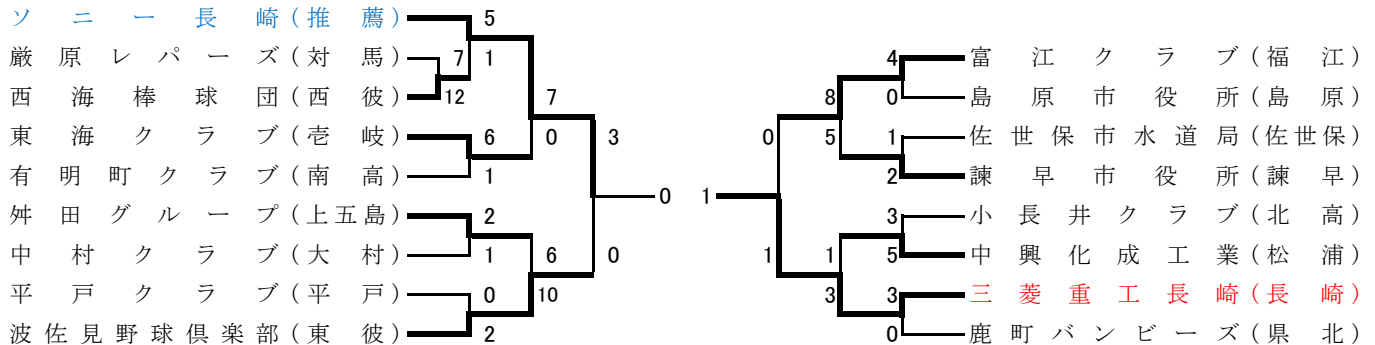 ソニー長崎(推薦)
5
厳原レパーズ(対馬)
7
1
西海棒球団(西彼)
12
7
東海クラブ(壱岐)
6
0
3
有明町クラブ(南高)
1
0
舛田グループ(上五島)
2
中村クラブ(大村)
1
6
0
平戸クラブ(平戸)
0
10
波佐見野球倶楽部(東彼)
2
4
富江クラブ(福江)
8
0
島原市役所(島原)
0
5
1
佐世保市水道局(佐世保)
2
諫早市役所(諫早)
1
3
小長井クラブ(北高)
1
1
5
中興化成工業(松浦)
3
3
三菱重工長崎(長崎)
0
鹿町バンビーズ(県北)